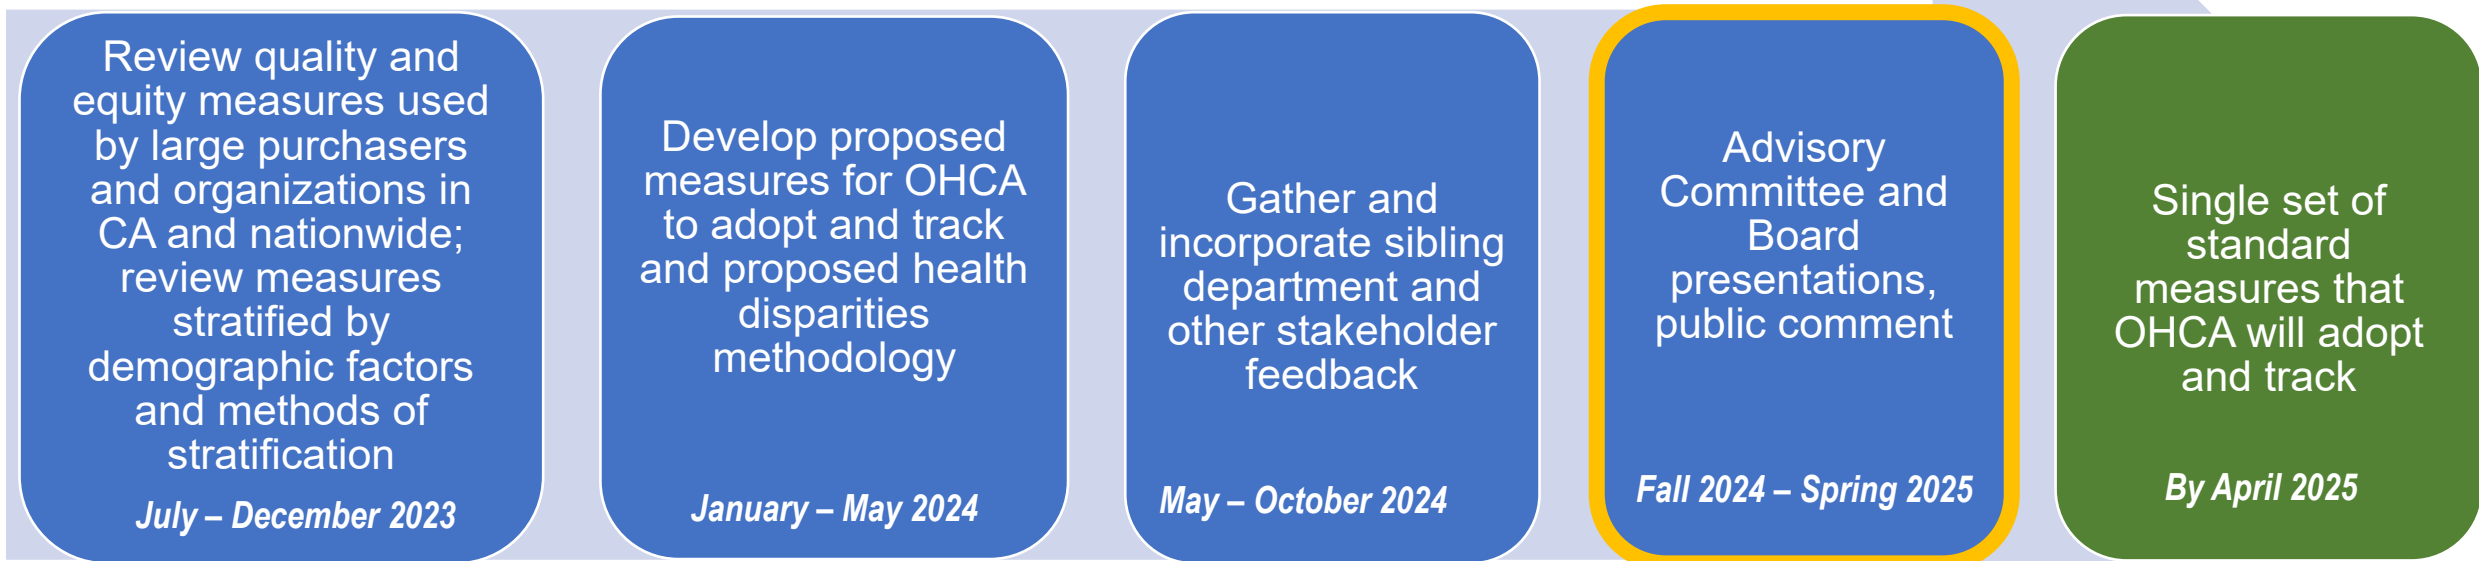 Review quality and
equity measures used
by large purchasers
and organizations in
CA and nationwide;
review measures
stratified by
demographic factors
and methods of
stratification
July – December 2023
Develop proposed
measures for OHCA
to adopt and track
and proposed health
disparities
methodology
January – May 2024
Gather and
incorporate sibling
department and
other stakeholder
feedback
May – October 2024
Advisory
Committee and
Board
presentations,
public comment
Fall 2024 – Spring 2025
Single set of
standard
measures that
OHCA will adopt
and track
By April 2025